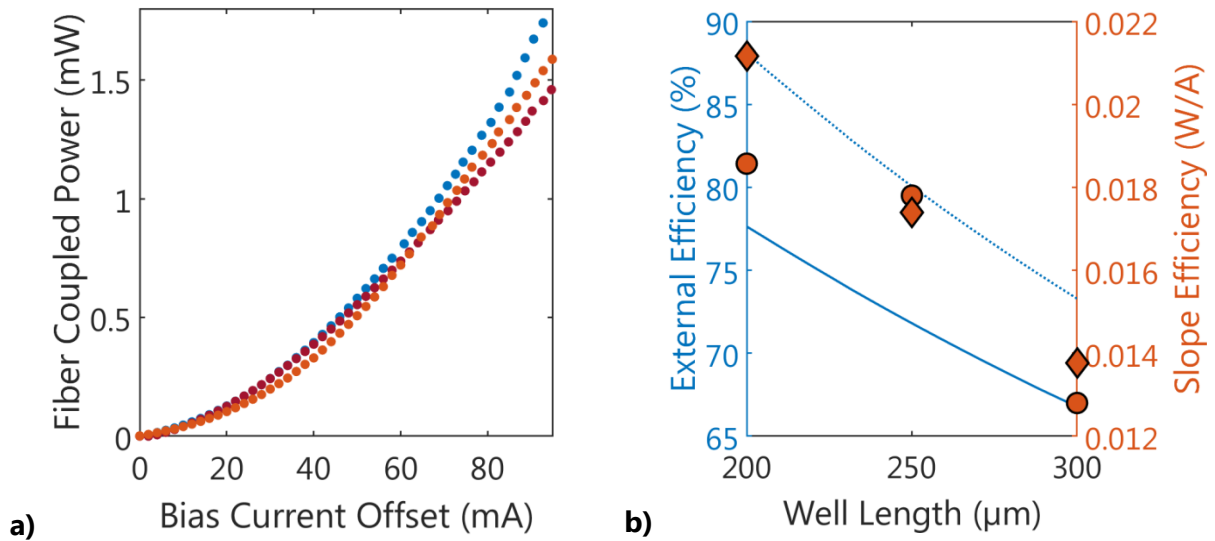 Fiber Coupled Power (mW)
1.5
1
0.5
0
0 20 40 60 80
Bias Current Offset (mA)
a)
External Efficiency (%)
90
85
80
75
70
65
200 250 300
Well Length (μm)
0.022
0.02
0.018
0.016
0.014
0.012
Slope Efficiency (W/A)
b)